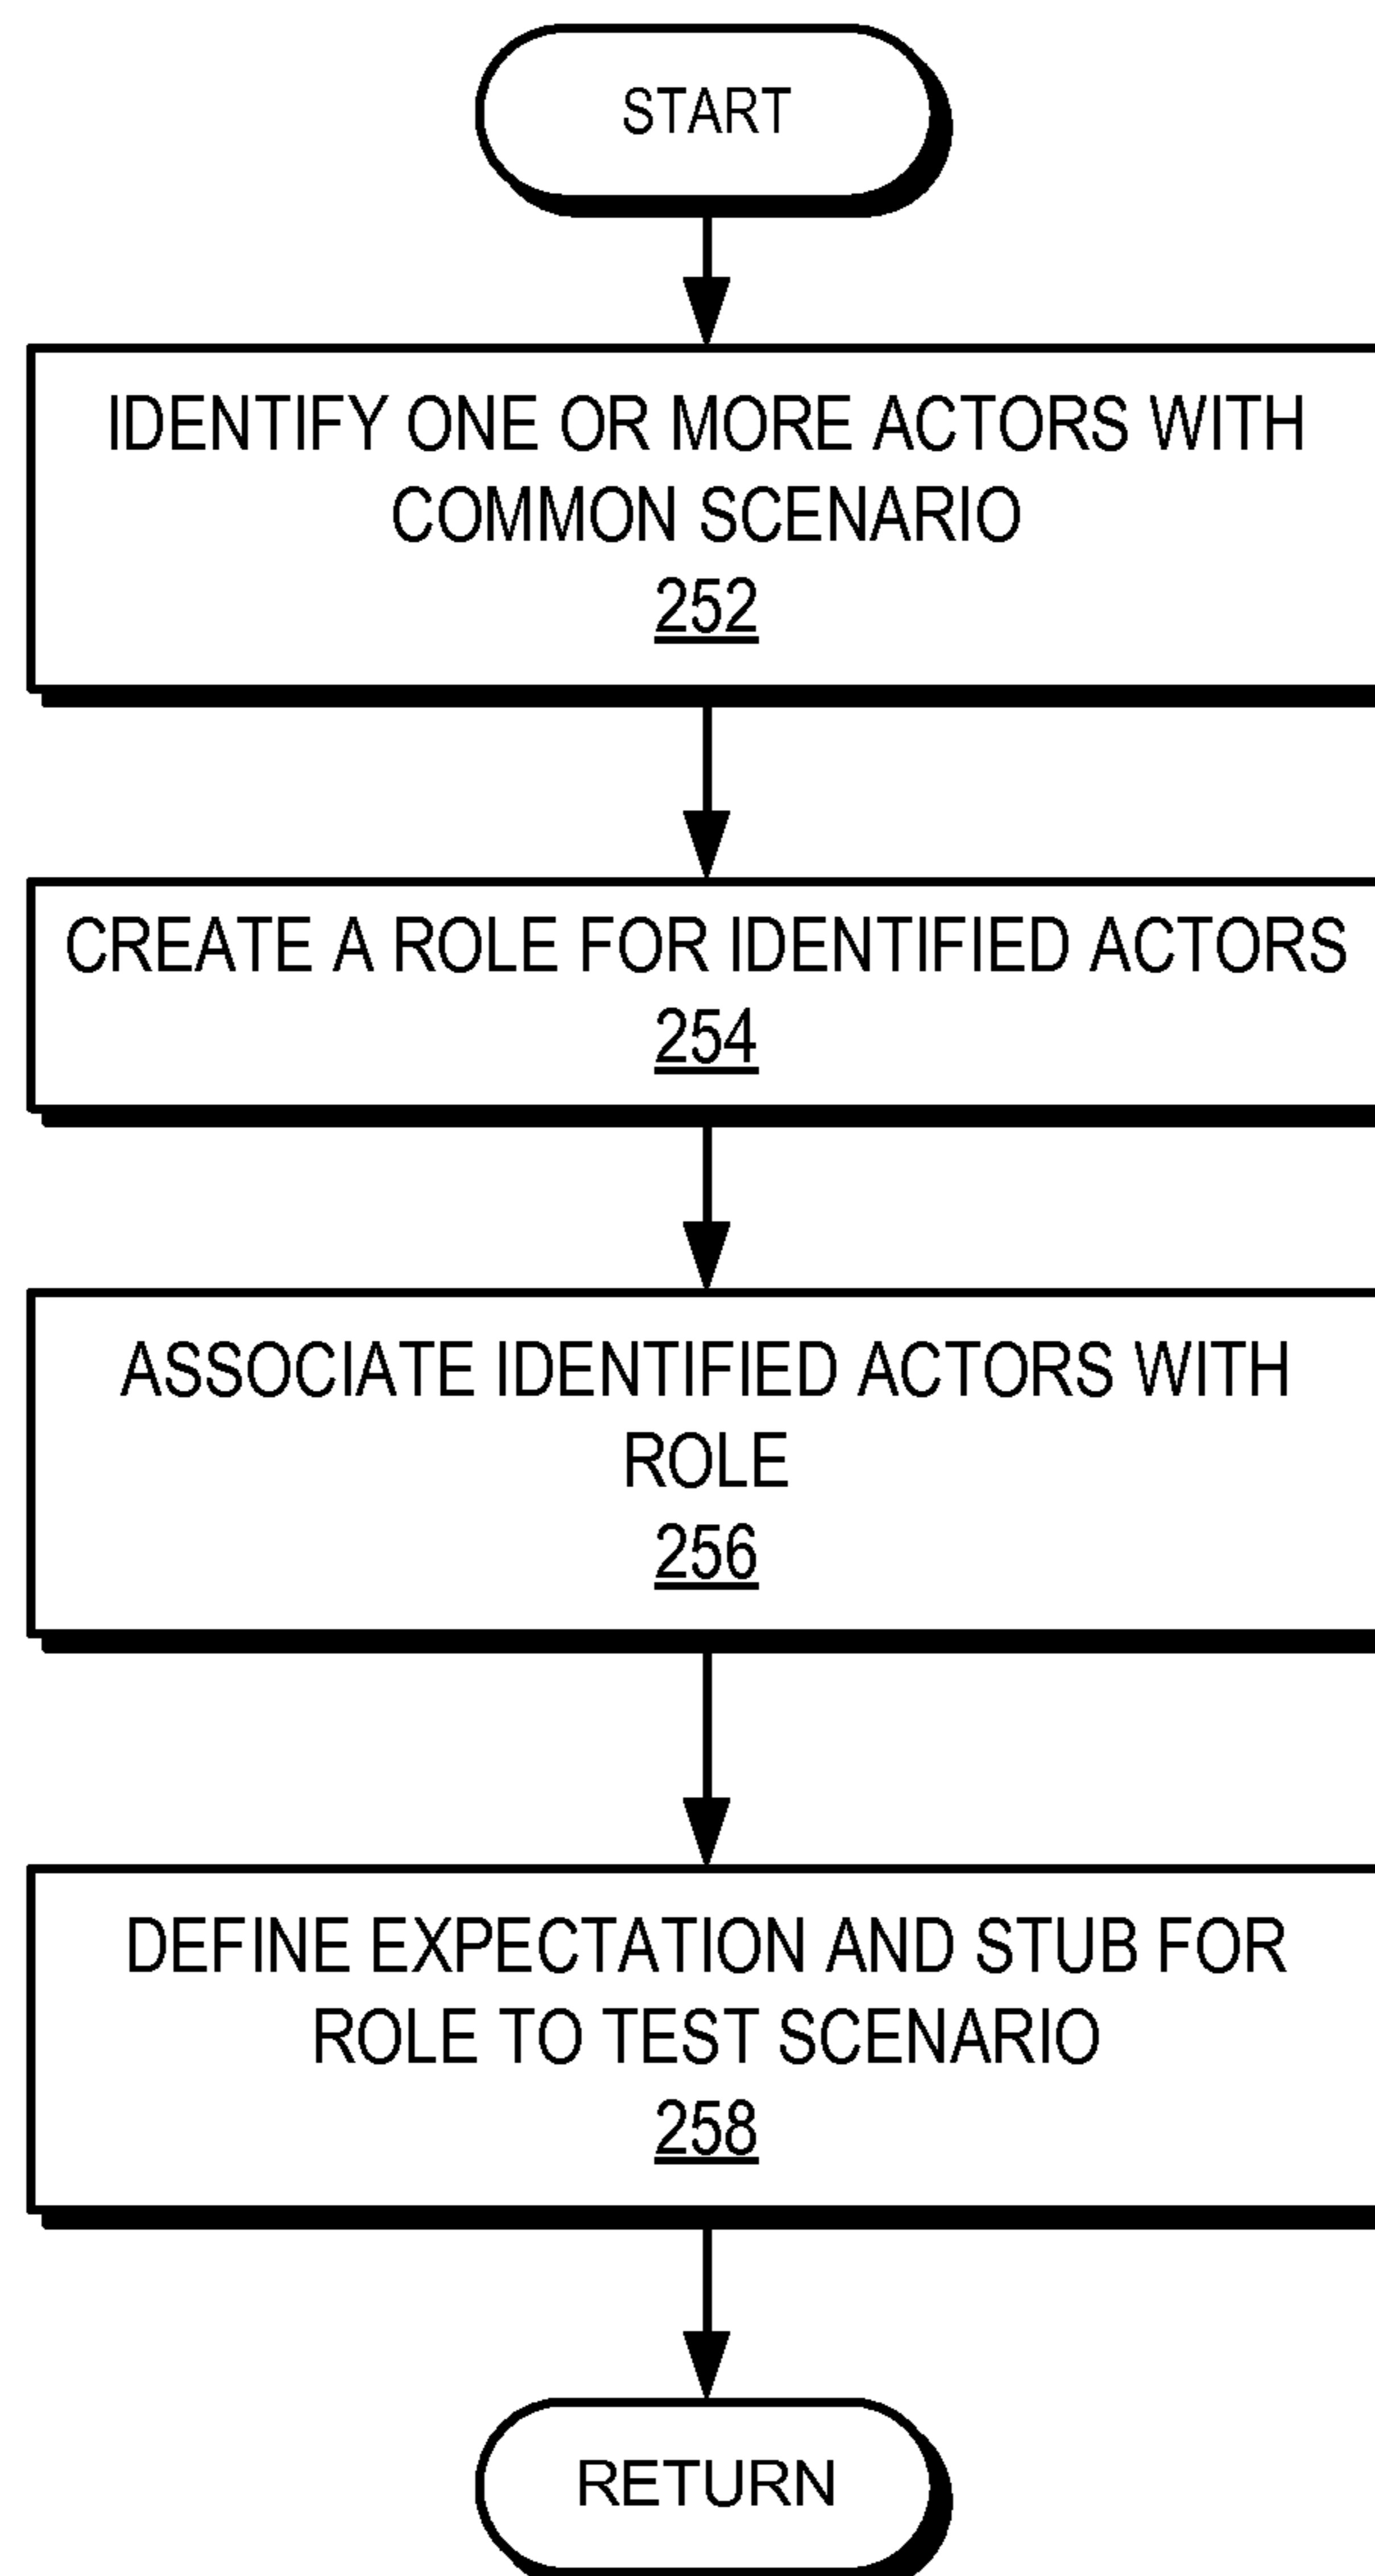 START
IDENTIFY ONE OR MORE ACTORS WITH
COMMON SCENARIO
252
CREATE A ROLE FOR IDENTIFIED ACTORS
254
ASSOCIATE IDENTIFIED ACTORS WITH
ROLE
256
DEFINE EXPECTATION AND STUB FOR
ROLE TO TEST SCENARIO
258
RETURN